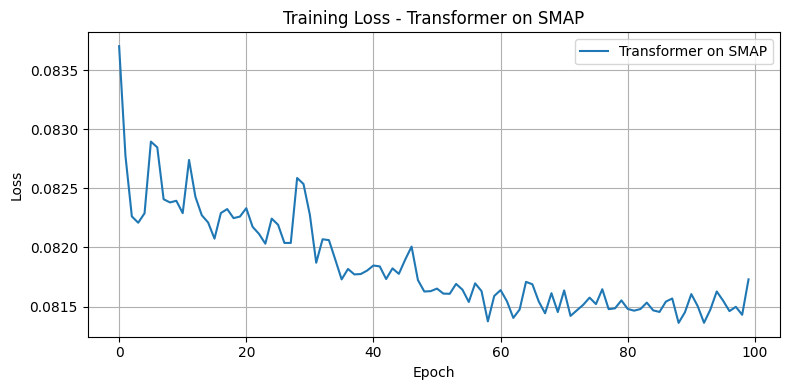 Training Loss - Transformer on SMAP
Transformer on SMAP
0.0835
0.0830
0.0825
0.0820
0.0815
Loss
0 20 40 60 80 100
Epoch